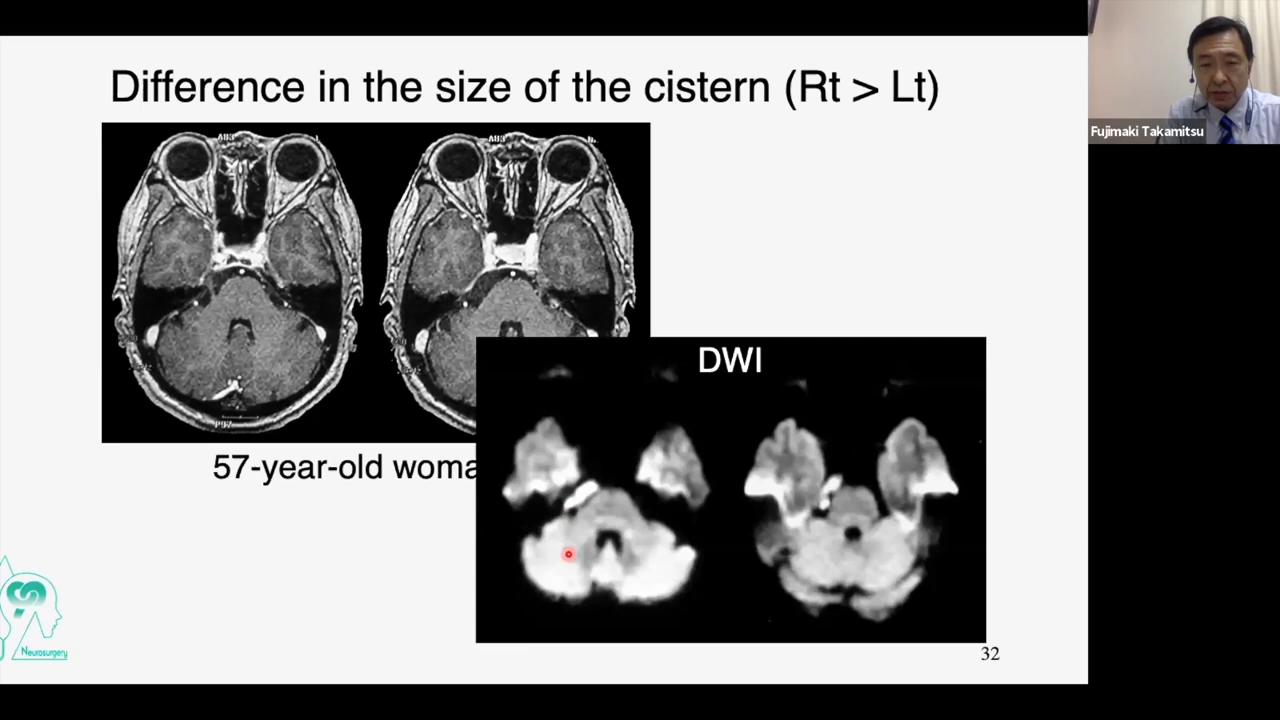 Difference in the size of the cistern (Rt > Lt)
Fujimaki Takamitsu
DWI
57-year-old woma
Neurosurgery
32